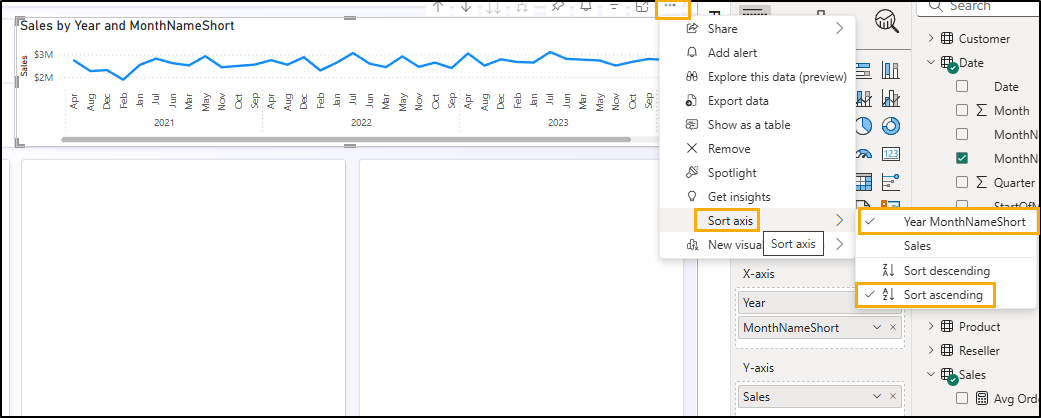 Sales by Year and MonthNameShort
Sales
$3M
$2M
Apr Aug Dec Feb Jan Jul Jun Mar May Nov Oct Sep Apr Aug Dec Feb Jan Jul Jun Mar May Nov Oct Sep Apr Aug Dec Feb Jan Jul Jun Mar May Nov Oct Sep
2021 2022 2023
Share
Add alert
Explore this data (preview)
Export data
Show as a table
Remove
Spotlight
Get insights
Sort axis
New visual
Sort axis
Year MonthNameShort
Sales
Sort descending
Sort ascending
123
X-axis
Year
MonthNameShort
Y-axis
Sales
Search
Customer
Date
Date
Month
MonthN
MonthN
Quarter
StartOfM
Product
Reseller
Sales
Avg Orde